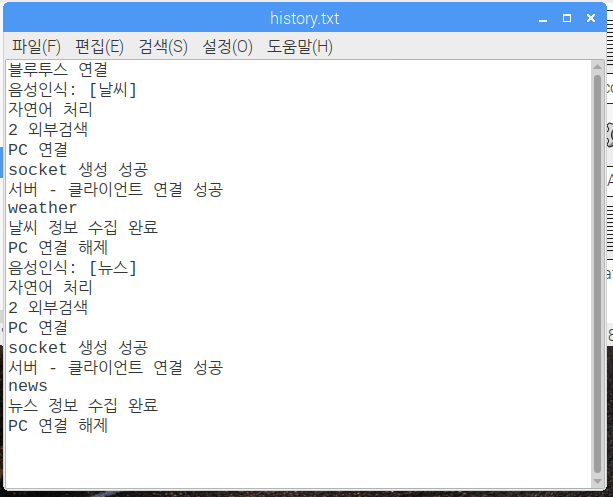 history.txt
파일(F) 편집(E) 검색(S) 설정(O) 도움말(H)
블루투스 연결
음성인식: [날씨]
자연어 처리
2 외부검색
PC 연결
socket 생성 성공
서버 - 클라이언트 연결 성공
weather
날씨 정보 수집 완료
PC 연결 해제
음성인식: [뉴스]
자연어 처리
2 외부검색
PC 연결
socket 생성 성공
서버 - 클라이언트 연결 성공
news
뉴스 정보 수집 완료
PC 연결 해제